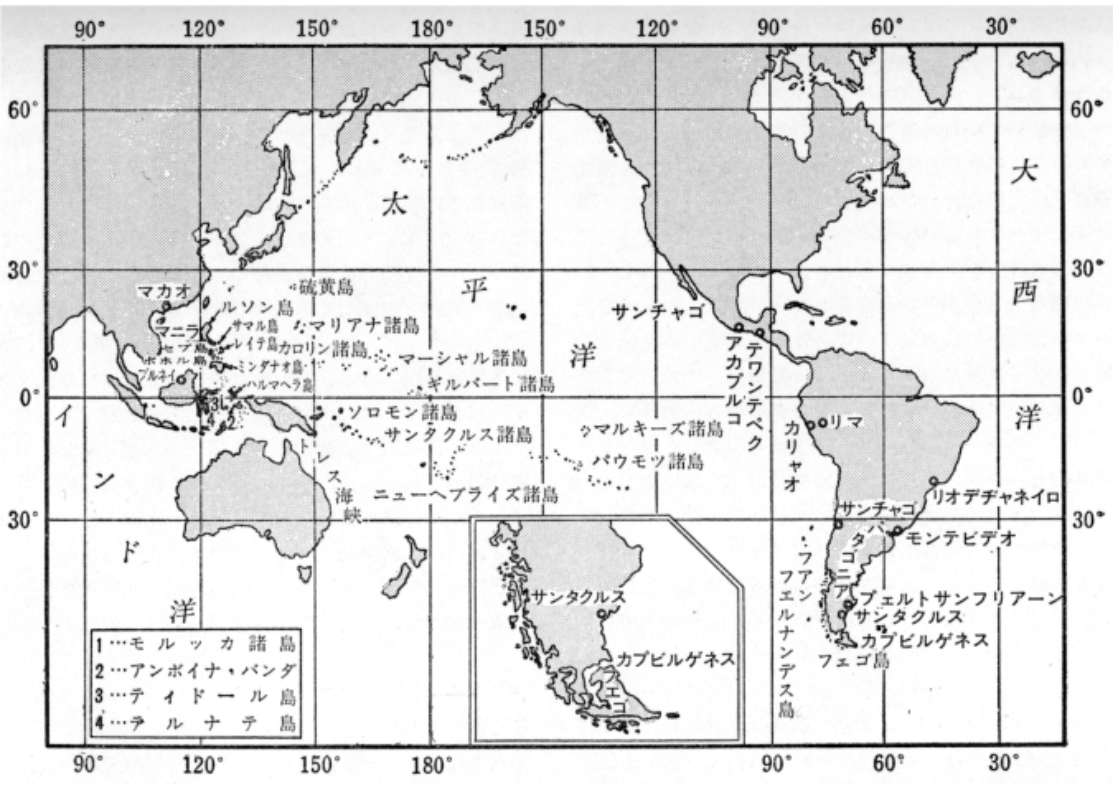 90° 120° 150° 180° 150° 120° 90° 60° 30°
60° 60°
大
太
30° 30°
マカオ
硫黄島
平
西
ルソン島
サンチャゴ
マニラ
サマル島
マリアナ諸島
セブ島
レイテ島
カロリン諸島
マーシャル諸島
洋
アカプルコ
テワンテペク
ボホル島
ミンダナオ島
ブルネイ
ハルマヘラ島
ギルバート諸島
0° 0°
3
2
イ
ソロモン諸島
洋
サンタクルス諸島
マルキーズ諸島
カリャオ
リマ
トレス海峡
パウモツ諸島
ン
ニューヘブライズ諸島
リオデヂャネイロ
30° 30°
サンチャゴ
パタゴニア
モンテビデオ
ド
フアンフエルナンデス島
サンタクルス
プエルトサンフリアーン
サンタクルス
洋
カプビルゲネス
カブビルゲネス
フェゴ島
フエゴ
1…モルッカ諸島
2…アンボイナ・バンダ
3…ティドール島
4…テルナテ島
90° 120° 150° 180° 90° 60° 30°